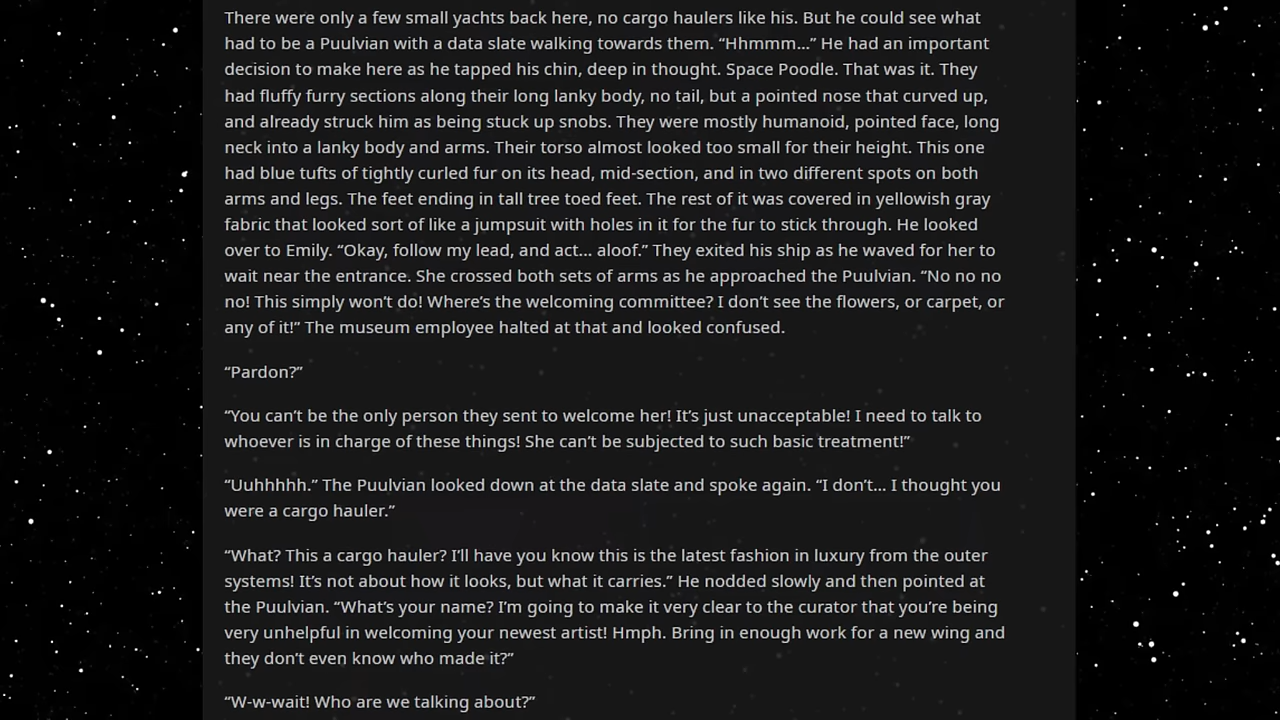 There were only a few small yachts back here, no cargo haulers like his. But he could see what
had to be a Puulvian with a data slate walking towards them. “Hhmmm…” He had an important
decision to make here as he tapped his chin, deep in thought. Space Poodle. That was it. They
had fluffy furry sections along their long lanky body, no tail, but a pointed nose that curved up,
and already struck him as being stuck up snobs. They were mostly humanoid, pointed face, long
neck into a lanky body and arms. Their torso almost looked too small for their height. This one
had blue tufts of tightly curled fur on its head, mid-section, and in two different spots on both
arms and legs. The feet ending in tall tree toed feet. The rest of it was covered in yellowish gray
fabric that looked sort of like a jumpsuit with holes in it for the fur to stick through. He looked
over to Emily. “Okay, follow my lead, and act… aloof.” They exited his ship as he waved for her to
wait near the entrance. She crossed both sets of arms as he approached the Puulvian. “No no no
no! This simply won’t do! Where’s the welcoming committee? I don’t see the flowers, or carpet, or
any of it!” The museum employee halted at that and looked confused.
“Pardon?”
“You can’t be the only person they sent to welcome her! It’s just unacceptable! I need to talk to
whoever is in charge of these things! She can’t be subjected to such basic treatment!”
“Uuhhhhh.” The Puulvian looked down at the data slate and spoke again. “I don’t… I thought you
were a cargo hauler.”
“What? This a cargo hauler? I’ll have you know this is the latest fashion in luxury from the outer
systems! It’s not about how it looks, but what it carries.” He nodded slowly and then pointed at
the Puulvian. “What’s your name? I’m going to make it very clear to the curator that you’re being
very unhelpful in welcoming your newest artist! Hmph. Bring in enough work for a new wing and
they don’t even know who made it?”
“W-w-wait! Who are we talking about?”